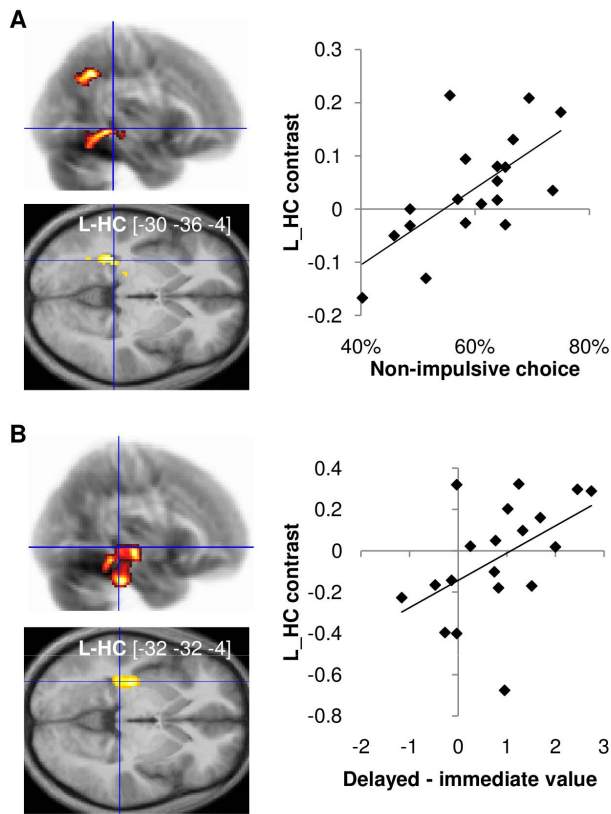 A
L-HC [-30 -36 -4]
L_HC contrast
0.3
0.2
0.1
0
-0.1
-0.2
40% 60% 80%
Non-impulsive choice
B
L-HC [-32 -32 -4]
L_HC contrast
0.4
0.2
0
-0.2
-0.4
-0.6
-0.8
-2 -1 0 1 2 3
Delayed - immediate value